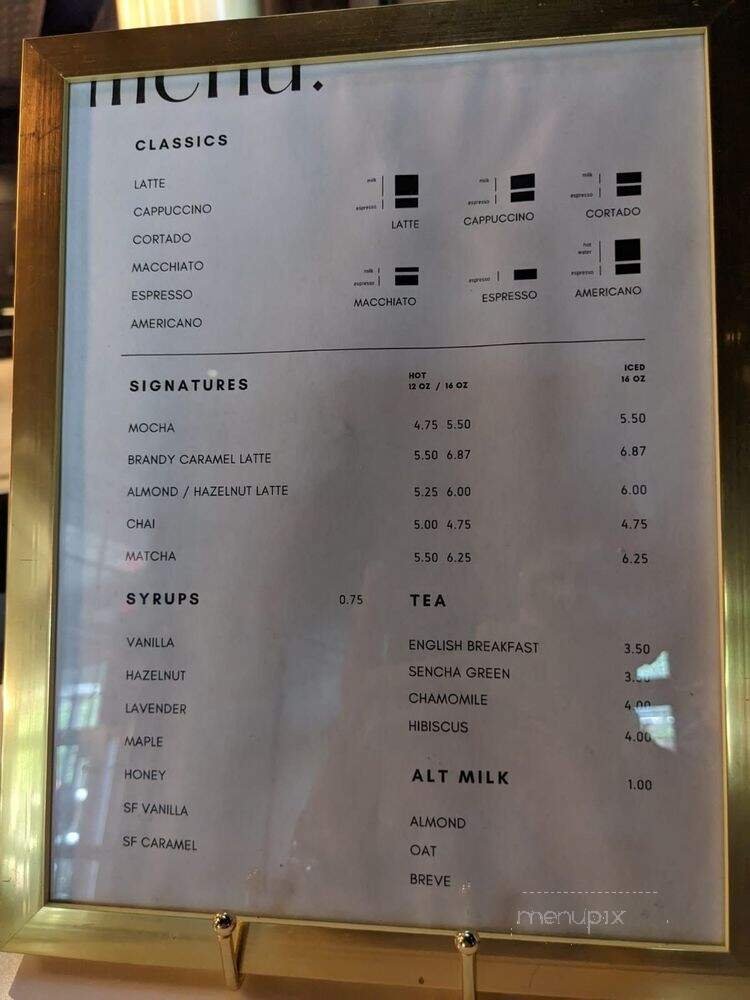 menu.
CLASSICS
LATTE
CAPPUCCINO
CORTADO
MACCHIATO
ESPRESSO
AMERICANO
milk
espresso
LATTE
milk
espresso
CAPPUCCINO
milk
espresso
CORTADO
milk
espresso
MACCHIATO
espresso
ESPRESSO
hot
water
espresso
AMERICANO
SIGNATURES
HOT
12 OZ / 16 OZ
ICED
16 OZ
MOCHA 4.75 5.50 5.50
BRANDY CARAMEL LATTE 5.50 6.87 6.87
ALMOND / HAZELNUT LATTE 5.25 6.00 6.00
CHAI 5.00 4.75 4.75
MATCHA 5.50 6.25 6.25
SYRUPS 0.75
VANILLA
HAZELNUT
LAVENDER
MAPLE
HONEY
SF VANILLA
SF CARAMEL
TEA
ENGLISH BREAKFAST 3.50
SENCHA GREEN
CHAMOMILE 4.00
HIBISCUS 4.00
ALT MILK 1.00
ALMOND
OAT
BREVE
menupix